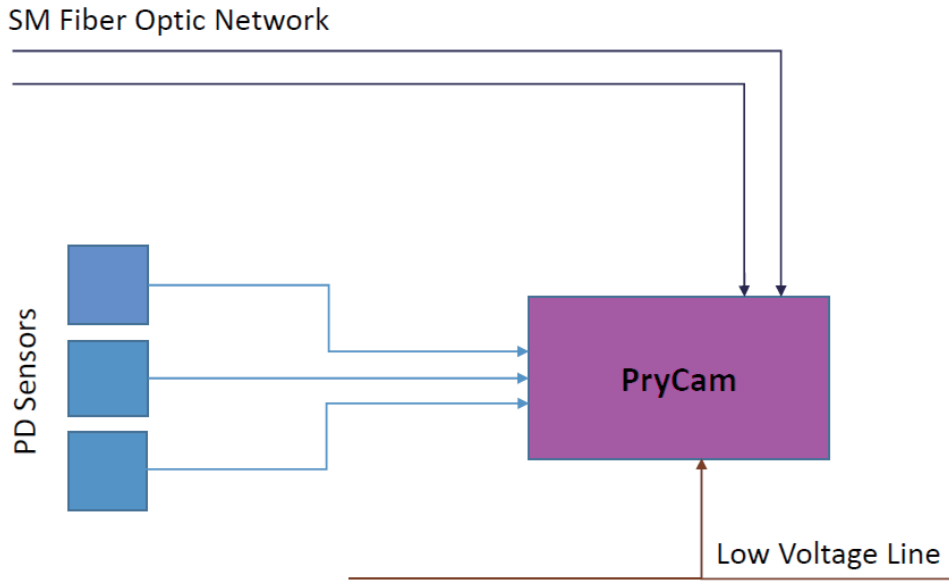 SM Fiber Optic Network
PD Sensors
PryCam
Low Voltage Line